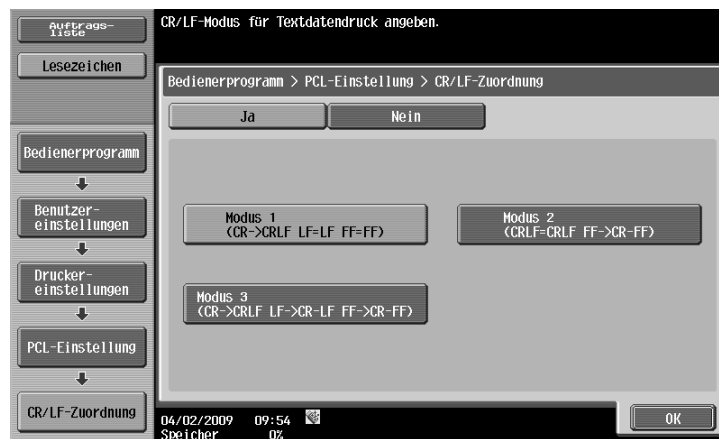 Auftrags-
liste
CR/LF-Modus für Textdatendruck angeben.
Lesezeichen
Bedienerprogramm > PCL-Einstellung > CR/LF-Zuordnung
Ja
Nein
Bedienerprogramm
Benutzer-
einstellungen
Drucker-
einstellungen
PCL-Einstellung
CR/LF-Zuordnung
Modus 1
(CR->CRLF LF=LF FF=FF)
Modus 2
(CRLF=CRLF FF->CR-FF)
Modus 3
(CR->CRLF LF->CR-LF FF->CR-FF)
04/02/2009 09:54
Speicher 0%
OK